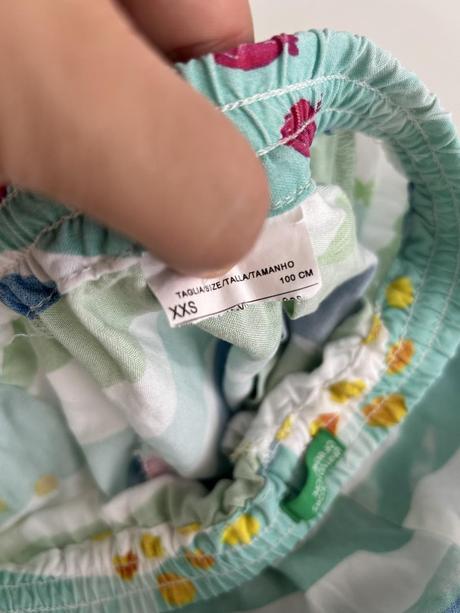 TAGLIA/SIZE/TALLA/TAMANHO
XXS 100 CM